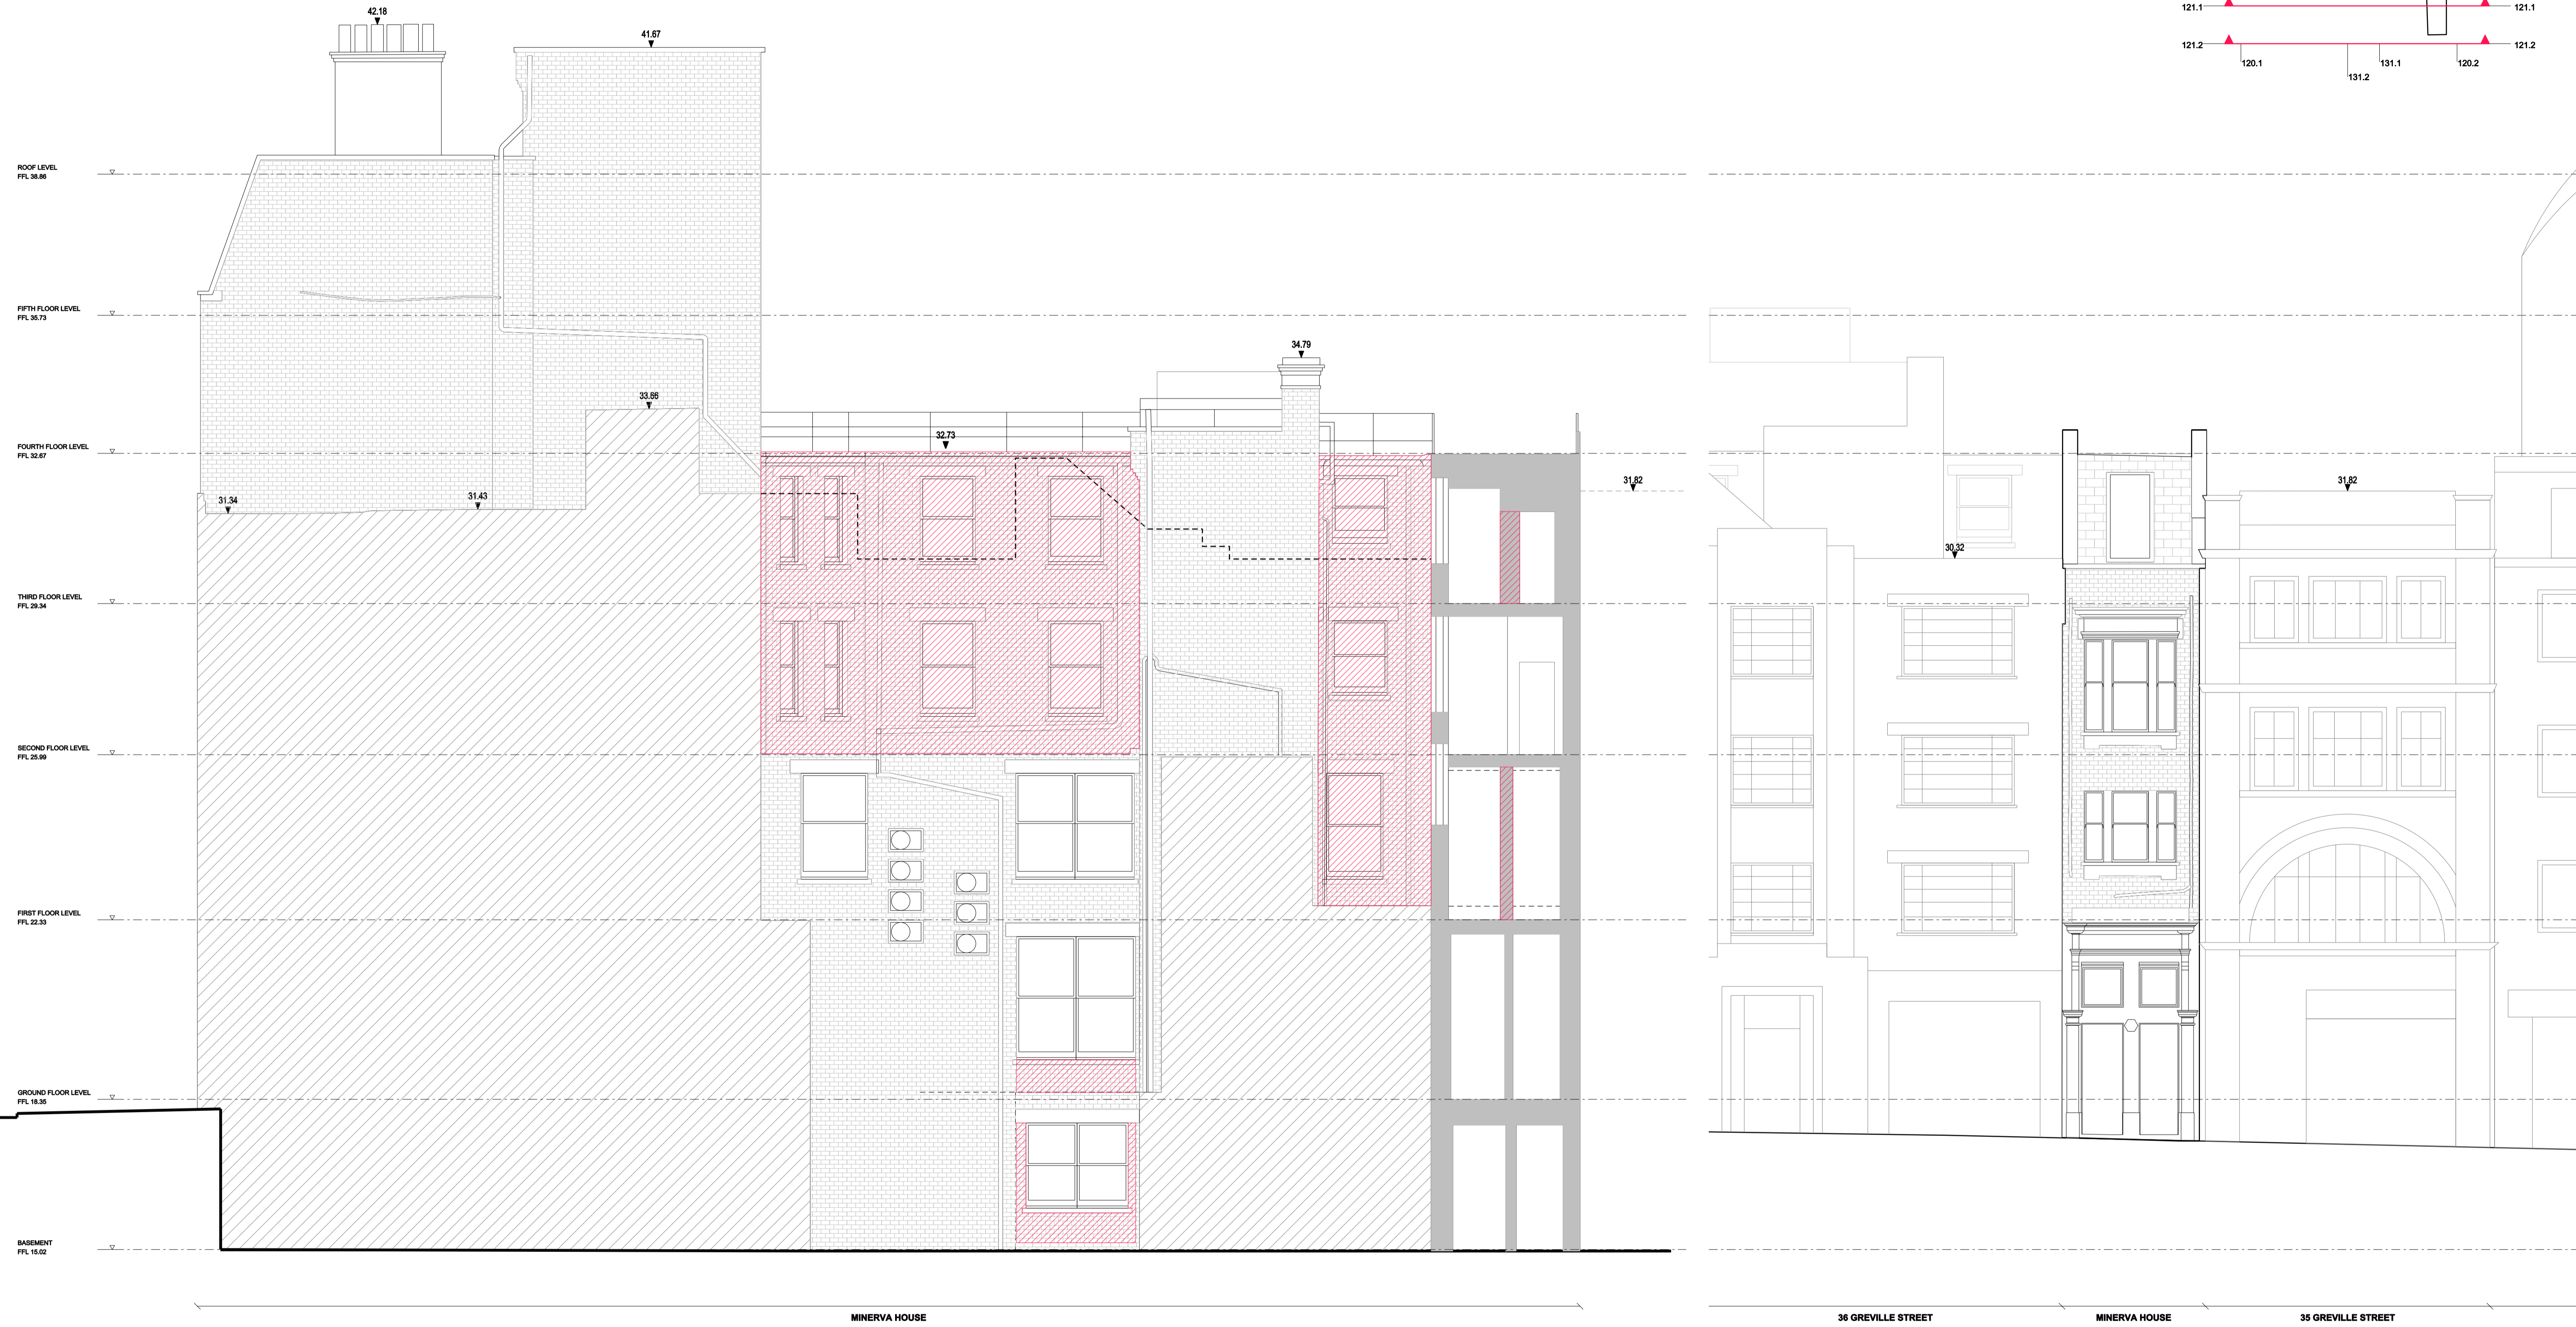 42.18
41.67
121.1
121.1
121.2
121.2
120.1
131.1
120.2
131.2
ROOF LEVEL
FFL 38.86
FIFTH FLOOR LEVEL
FFL 35.73
34.79
33.66
32.73
FOURTH FLOOR LEVEL
FFL 32.67
31.34
31.43
31.82
31.82
30.32
THIRD FLOOR LEVEL
FFL 29.34
SECOND FLOOR LEVEL
FFL 25.99
FIRST FLOOR LEVEL
FFL 22.33
GROUND FLOOR LEVEL
FFL 18.35
BASEMENT
FFL 15.02
MINERVA HOUSE
36 GREVILLE STREET
MINERVA HOUSE
35 GREVILLE STREET